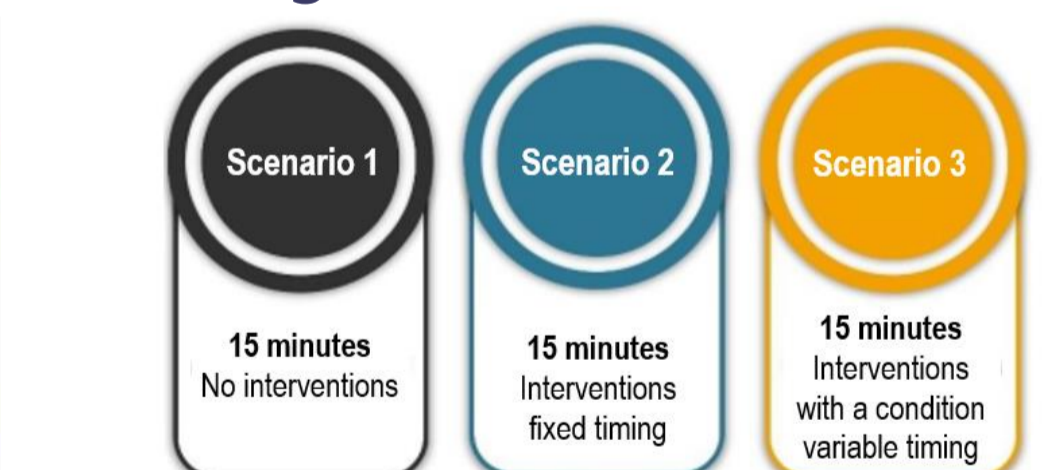 Scenario 1
15 minutes
No interventions
Scenario 2
15 minutes
Interventions
fixed timing
Scenario 3
15 minutes
Interventions
with a condition
variable timing